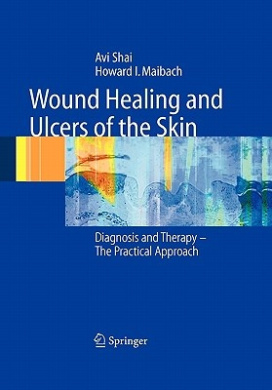 Avi Shai
Howard I. Maibach
Wound Healing and
Ulcers of the Skin
Diagnosis and Therapy –
The Practical Approach
Springer